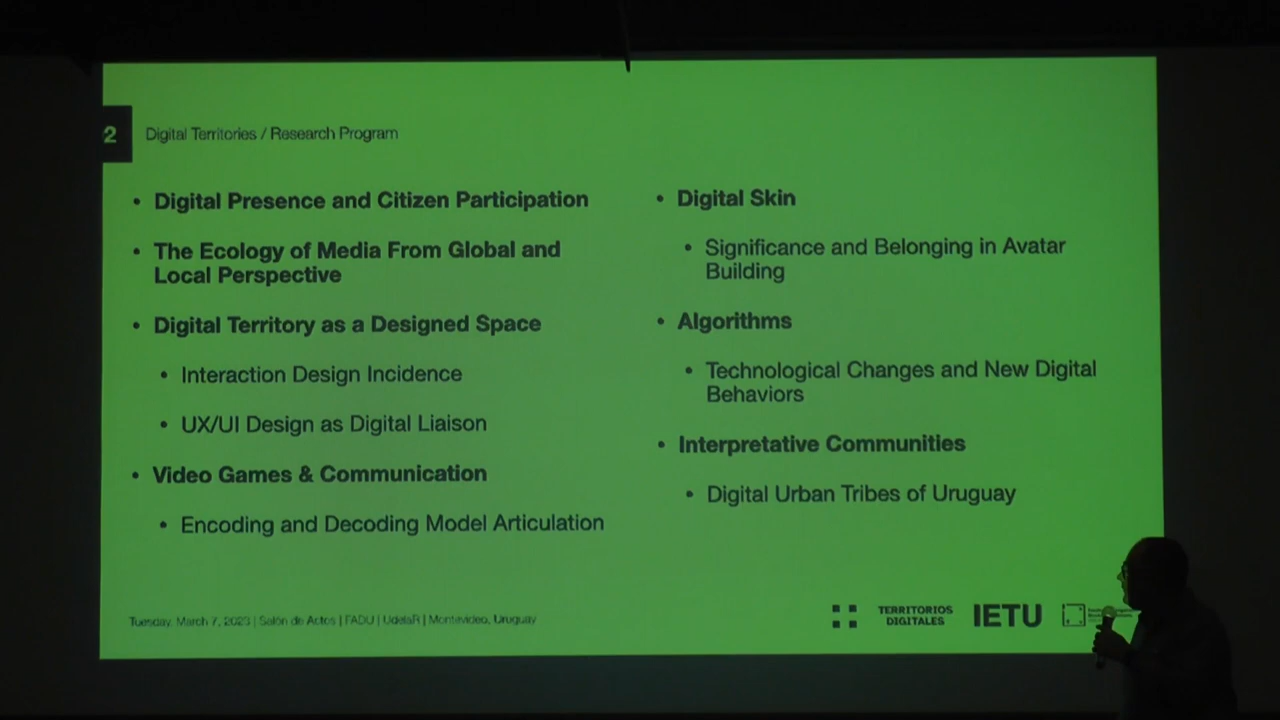 2
Digital Territories / Research Program
• Digital Presence and Citizen Participation
• The Ecology of Media From Global and
Local Perspective
• Digital Territory as a Designed Space
• Interaction Design Incidence
• UX/UI Design as Digital Liaison
• Video Games & Communication
• Encoding and Decoding Model Articulation
• Digital Skin
• Significance and Belonging in Avatar
Building
• Algorithms
• Technological Changes and New Digital
Behaviors
• Interpretative Communities
• Digital Urban Tribes of Uruguay
Tuesday, March 7, 2023 | Salón de Actos | FADU | UdelaR | Montevideo, Uruguay
TERRITORIOS
DIGITALES
IETU